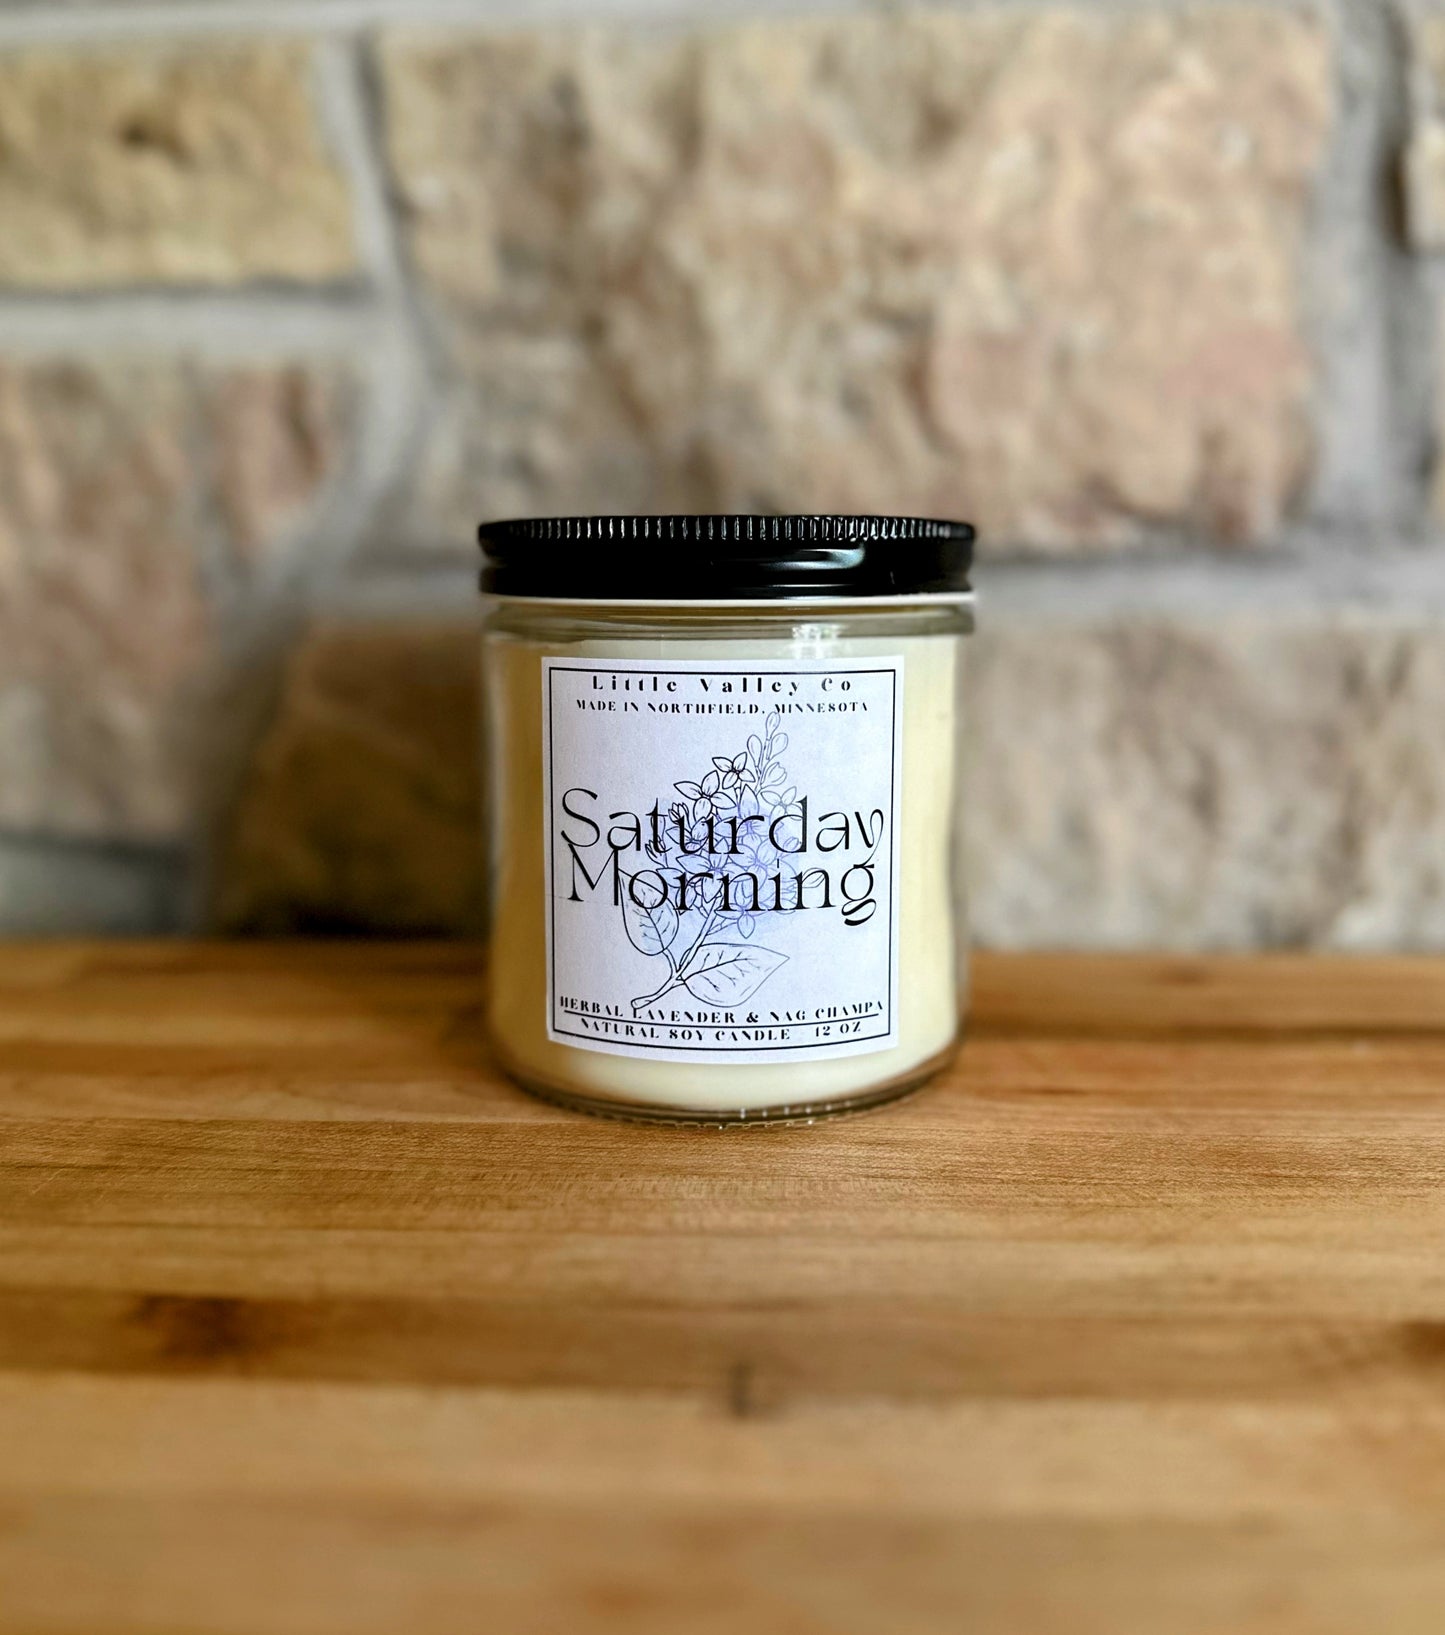 Little Valley Co
MADE IN NORTHFIELD, MINNESOTA
Saturday
Morning
HERBAL LAVENDER & NAG CHAMPA
NATURAL SOY CANDLE 12 OZ